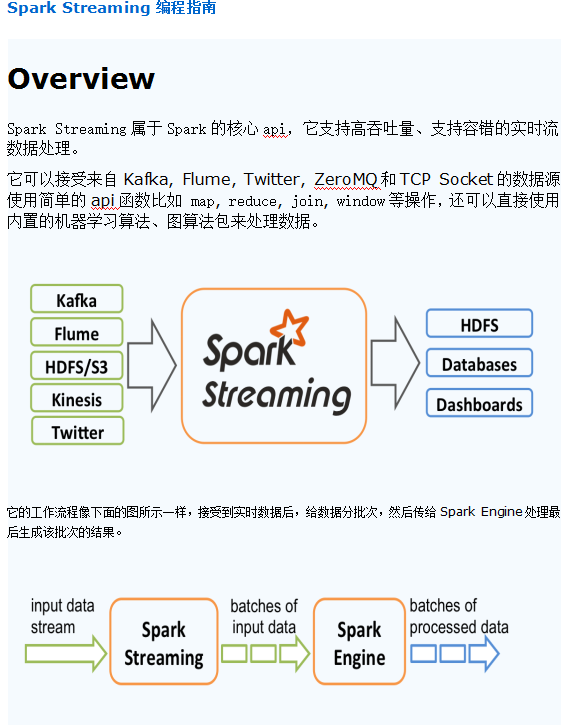 Spark Streaming 编程指南
Overview
Spark Streaming 属于 Spark 的核心 api，它支持高吞吐量、支持容错的实时流
数据处理。
它可以接受来自 Kafka, Flume, Twitter, ZeroMQ 和 TCP Socket 的数据源
使用简单的 api 函数比如 map, reduce, join, window 等操作，还可以直接使用
内置的机器学习算法、图算法包来处理数据。
Kafka
Flume
HDFS/S3
Kinesis
Twitter
Spark
Streaming
HDFS
Databases
Dashboards
它的工作流程像下面的图所示一样，接受到实时数据后，给数据分批次，然后传给 Spark Engine 处理最
后生成该批次的结果。
input data
stream
Spark
Streaming
batches of
input data
Spark
Engine
batches of
processed data